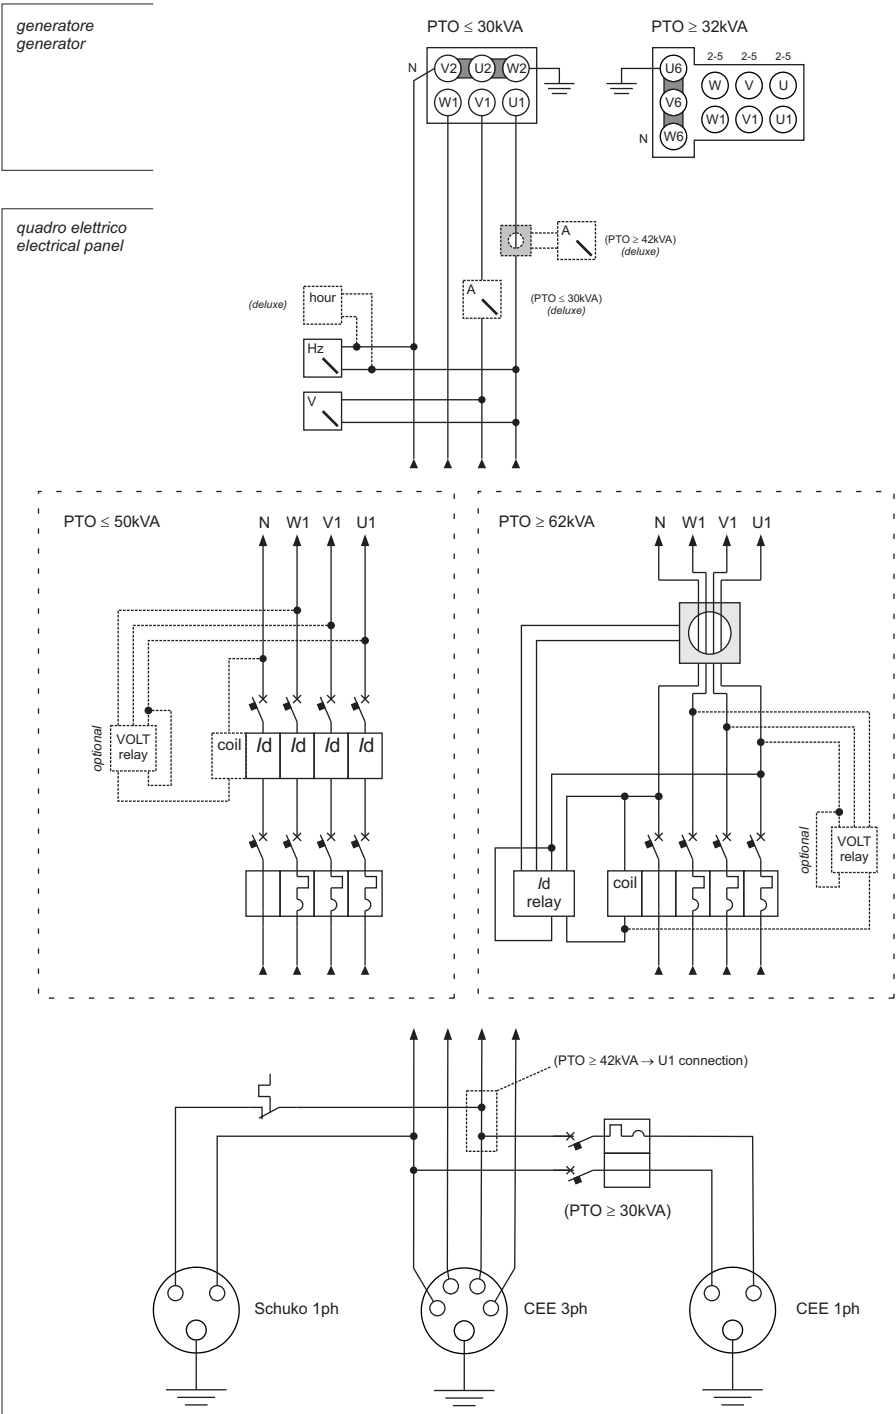 generatore
generator
PTO ≤ 30kVA
PTO ≥ 32kVA
N V2 U2 W2
W1 V1 U1
2-5 2-5 2-5
U6 W V U
V6
W1 V1 U1
N W6
quadro elettrico
electrical panel
A
(PTO ≥ 42kVA)
(deluxe)
A
(PTO ≤ 30kVA)
(deluxe)
(deluxe)
hour
Hz
V
PTO ≤ 50kVA
N W1 V1 U1
optional
VOLT
relay
coil Id Id Id Id
PTO ≥ 62kVA
N W1 V1 U1
optional
VOLT
relay
Id
relay
coil
(PTO ≥ 42kVA → U1 connection)
(PTO ≥ 30kVA)
Schuko 1ph
CEE 3ph
CEE 1ph